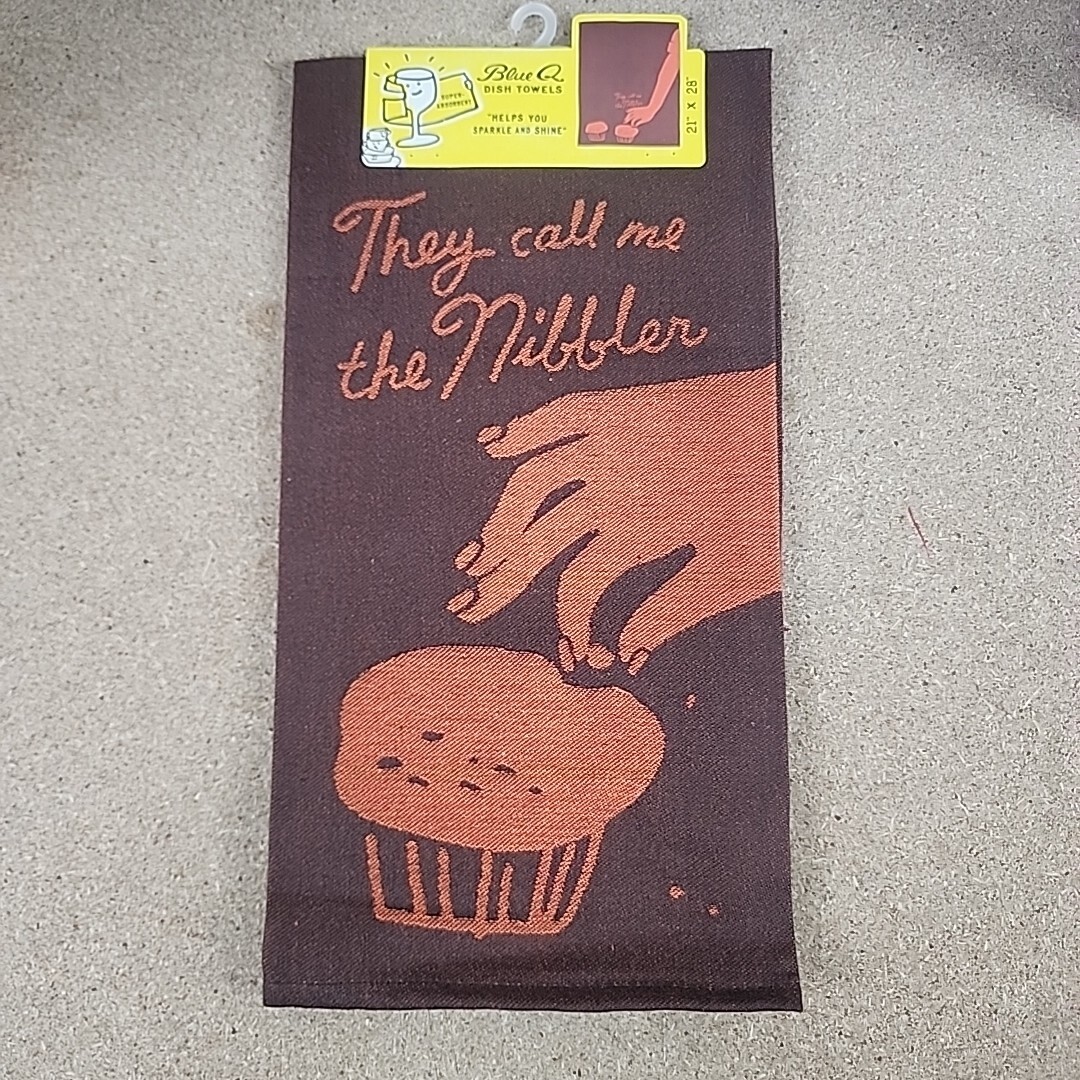 Blue Q
DISH TOWELS
SUPER-
ABSORBENT
"HELPS YOU
SPARKLE AND SHINE"
21" X 28"
They call me
the Nibbler